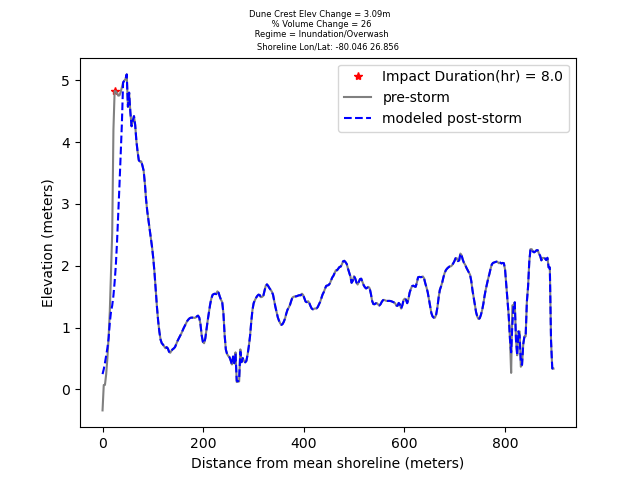 Dune Crest Elev Change = 3.09m
% Volume Change = 26
Regime = Inundation/Overwash
Shoreline Lon/Lat: -80.046 26.856
Impact Duration(hr) = 8.0
pre-storm
modeled post-storm
5
4
3
2
1
0
Elevation (meters)
0 200 400 600 800
Distance from mean shoreline (meters)